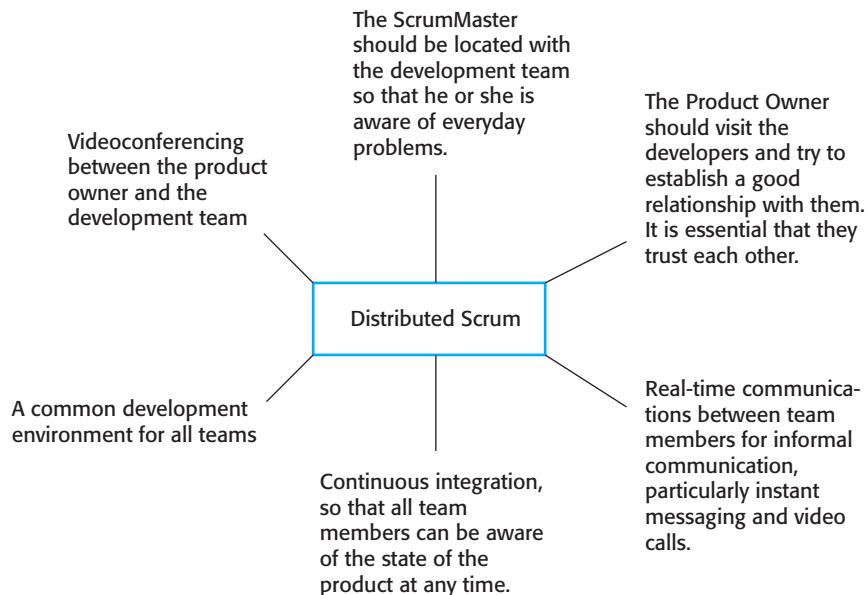 The ScrumMaster
should be located with
the development team
so that he or she is
aware of everyday
problems.
The Product Owner
should visit the
developers and try to
establish a good
relationship with them.
It is essential that they
trust each other.
Videoconferencing
between the product
owner and the
development team
Distributed Scrum
A common development
environment for all teams
Real-time communica-
tions between team
members for informal
communication,
particularly instant
messaging and video
calls.
Continuous integration,
so that all team
members can be aware
of the state of the
product at any time.